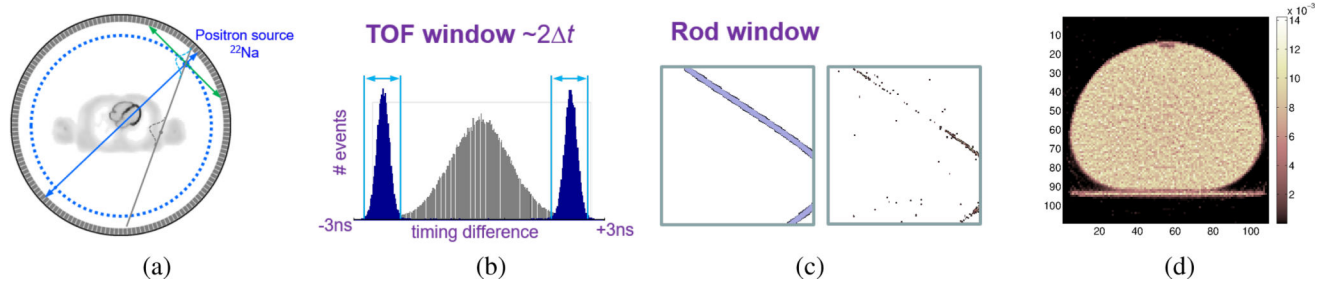 Positron source
²²Na
(a)
TOF window ~2Δt
# events
-3ns
timing difference
+3ns
(b)
Rod window
(c)
x 10⁻³
10
20
30
40
50
60
70
80
90
100
20
40
60
80
100
14
12
10
8
6
4
2
(d)